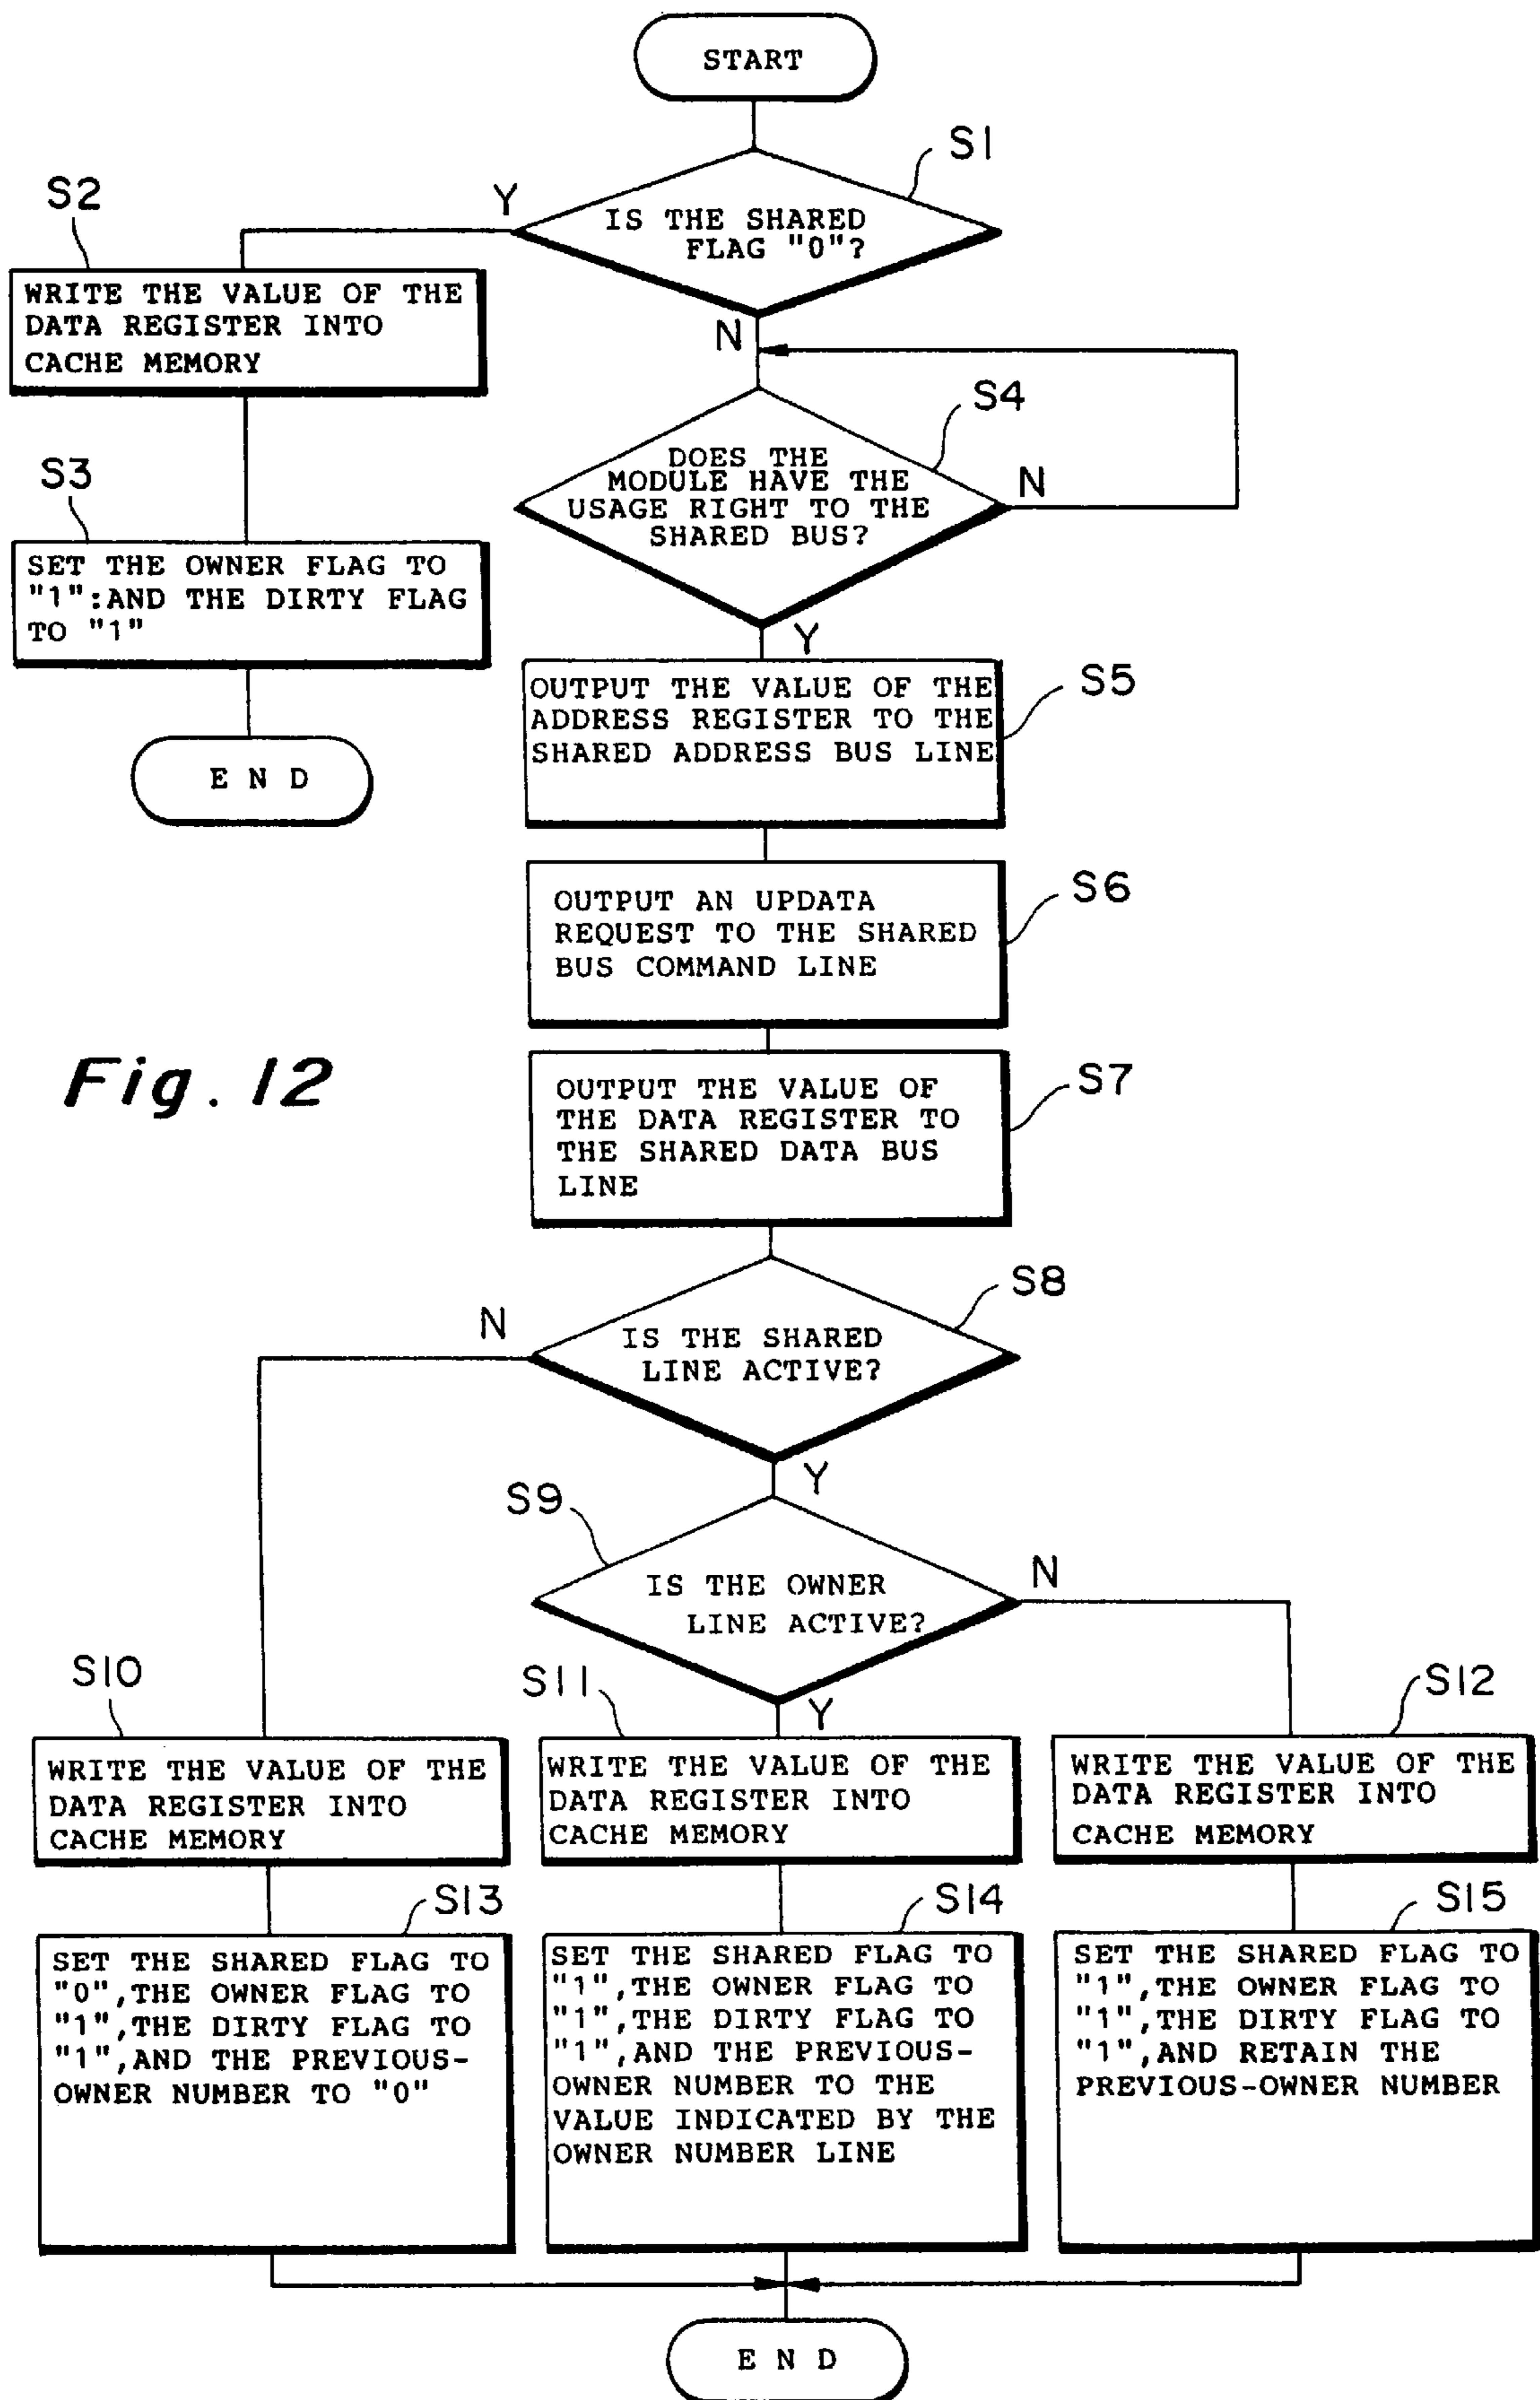 START
S1
IS THE SHARED
FLAG "0"?
Y
N
S2
WRITE THE VALUE OF THE
DATA REGISTER INTO
CACHE MEMORY
S3
SET THE OWNER FLAG TO
"1":AND THE DIRTY FLAG
TO "1"
E N D
S4
DOES THE
MODULE HAVE THE
USAGE RIGHT TO THE
SHARED BUS?
N
Y
S5
OUTPUT THE VALUE OF THE
ADDRESS REGISTER TO THE
SHARED ADDRESS BUS LINE
S6
OUTPUT AN UPDATA
REQUEST TO THE SHARED
BUS COMMAND LINE
Fig. 12
S7
OUTPUT THE VALUE OF
THE DATA REGISTER TO
THE SHARED DATA BUS
LINE
S8
IS THE SHARED
LINE ACTIVE?
N
Y
S9
IS THE OWNER
LINE ACTIVE?
N
Y
S10
WRITE THE VALUE OF THE
DATA REGISTER INTO
CACHE MEMORY
S11
WRITE THE VALUE OF THE
DATA REGISTER INTO
CACHE MEMORY
S12
WRITE THE VALUE OF THE
DATA REGISTER INTO
CACHE MEMORY
S13
SET THE SHARED FLAG TO
"0",THE OWNER FLAG TO
"1",THE DIRTY FLAG TO
"1",AND THE PREVIOUS-
OWNER NUMBER TO "0"
S14
SET THE SHARED FLAG TO
"1",THE OWNER FLAG TO
"1",THE DIRTY FLAG TO
"1",AND THE PREVIOUS-
OWNER NUMBER TO THE
VALUE INDICATED BY THE
OWNER NUMBER LINE
S15
SET THE SHARED FLAG TO
"1",THE OWNER FLAG TO
"1",THE DIRTY FLAG TO
"1",AND RETAIN THE
PREVIOUS-OWNER NUMBER
E N D